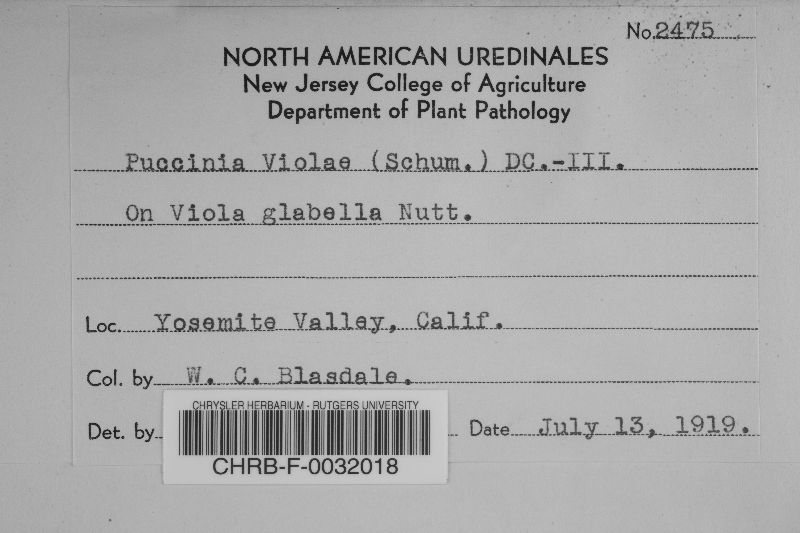 No. 2475
NORTH AMERICAN UREDINALES
New Jersey College of Agriculture
Department of Plant Pathology
Puccinia Violae (Schum.) DC.-III.
On Viola glabella Nutt.
Loc. Yosemite Valley, Calif.
Col. by W. C. Blasdale.
Det. by Date July 13, 1919.
CHRYSLER HERBARIUM - RUTGERS UNIVERSITY
CHRB-F-0032018